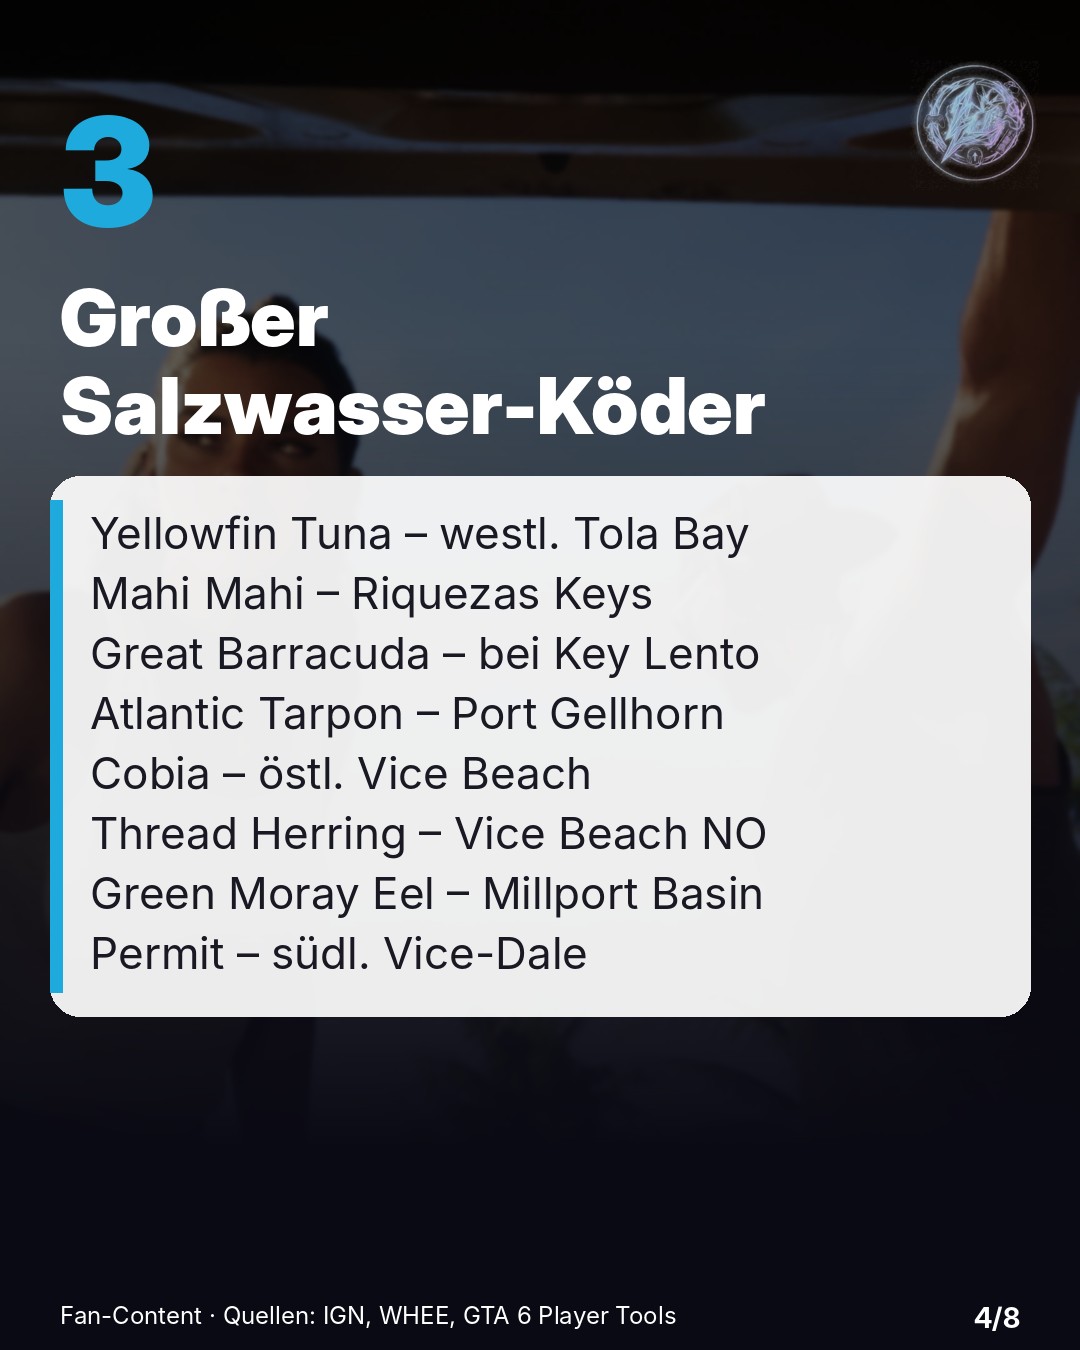 3
Großer
Salzwasser-Köder
Yellowfin Tuna – westl. Tola Bay
Mahi Mahi – Riquezas Keys
Great Barracuda – bei Key Lento
Atlantic Tarpon – Port Gellhorn
Cobia – östl. Vice Beach
Thread Herring – Vice Beach NO
Green Moray Eel – Millport Basin
Permit – südl. Vice-Dale
Fan-Content · Quellen: IGN, WHEE, GTA 6 Player Tools
4/8